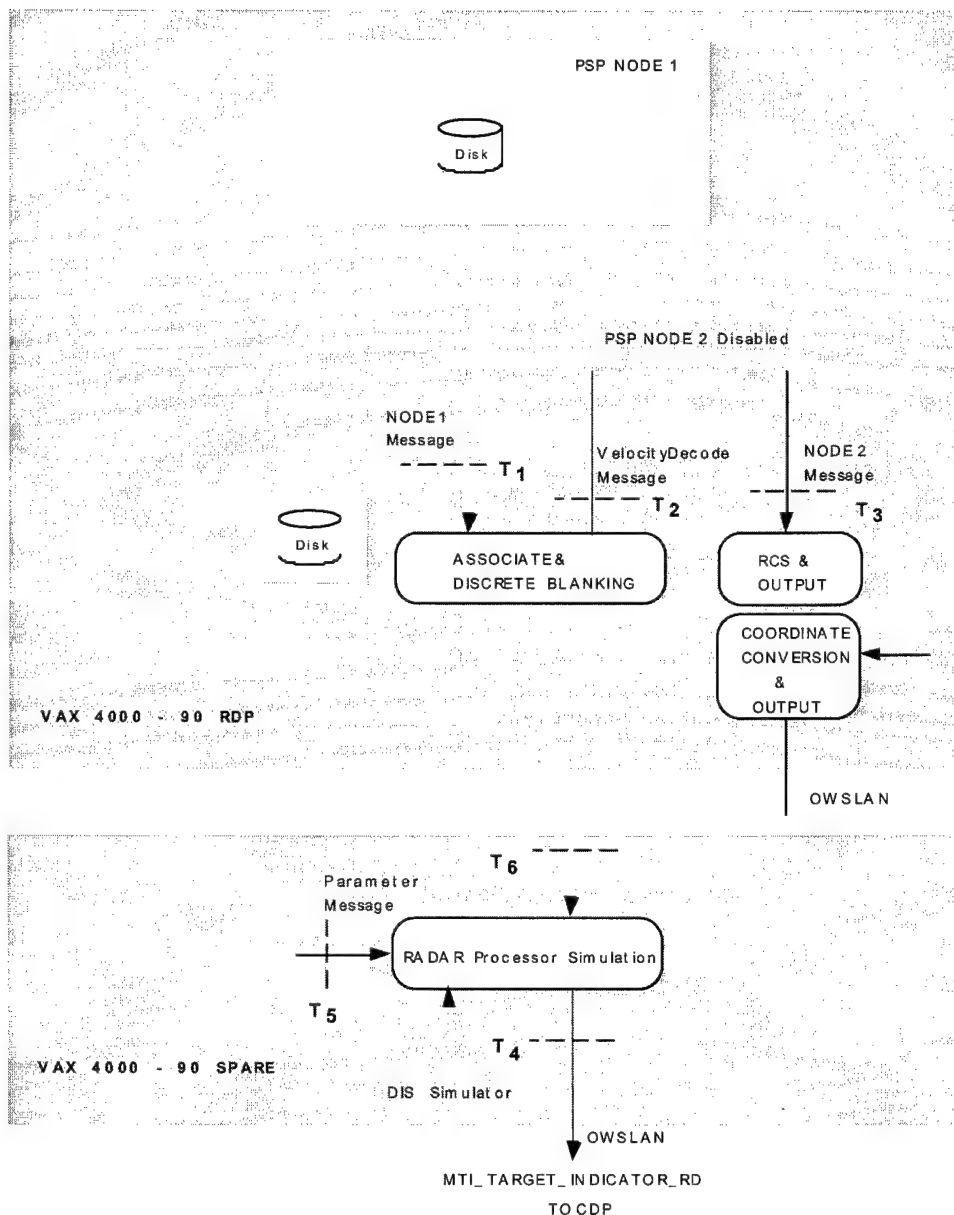 PSP NODE 1
Disk
PSP NODE 2 Disabled
NODE1
Message
T1
VelocityDecode
Message
T2
NODE2
Message
T3
Disk
ASSOCIATE&
DISCRETE BLANKING
RCS &
OUTPUT
COORDINATE
CONVERSION
&
OUTPUT
VAX 4000 - 90 RDP
OWSLAN
T6
Parameter
Message
RADAR Processor Simulation
T5
T4
VAX 4000 - 90 SPARE
DIS Simulator
OWSLAN
MTI_TARGET_INDICATOR_RD
TO CDP